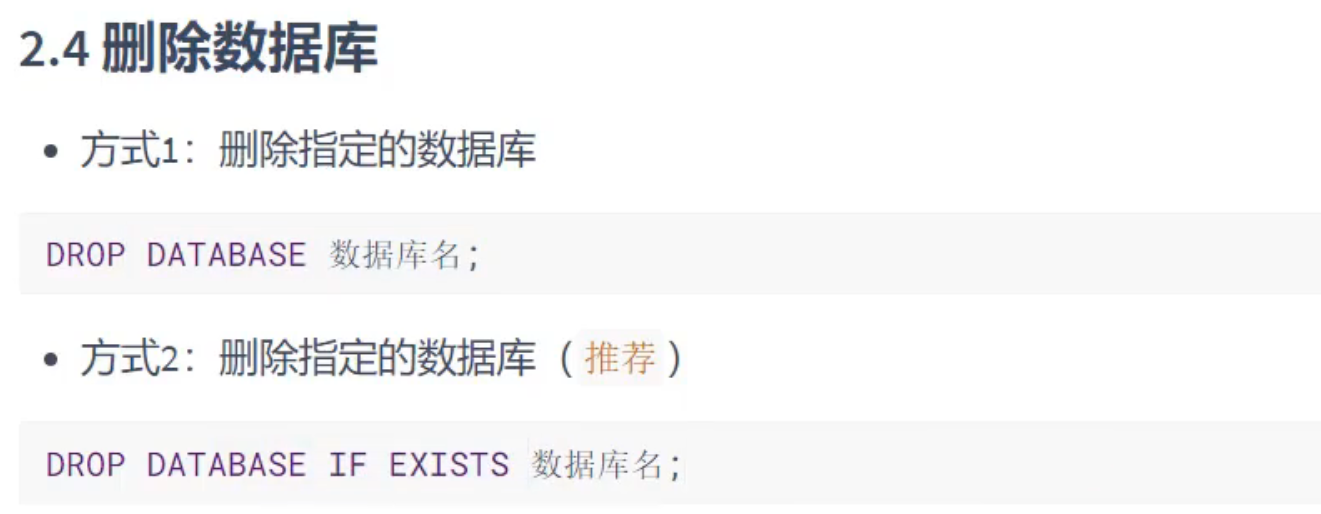 2.4 删除数据库
• 方式1：删除指定的数据库
DROP DATABASE 数据库名;
• 方式2：删除指定的数据库（推荐）
DROP DATABASE IF EXISTS 数据库名;